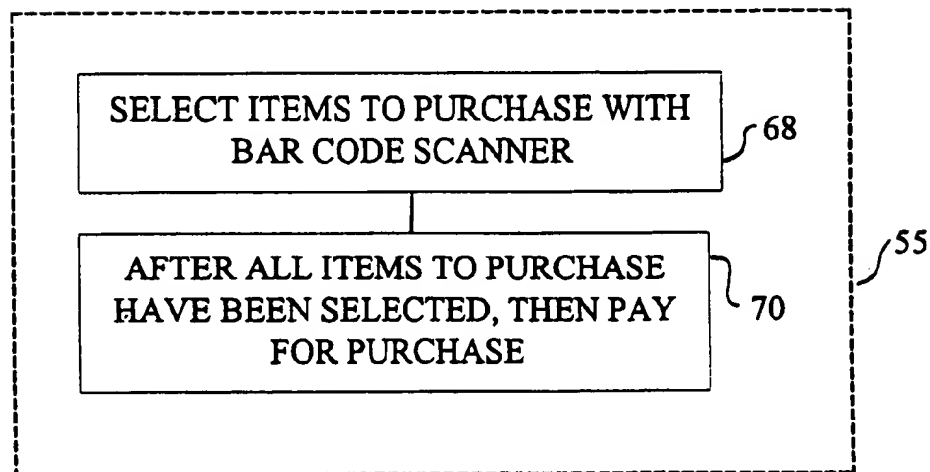 SELECT ITEMS TO PURCHASE WITH
BAR CODE SCANNER
68
AFTER ALL ITEMS TO PURCHASE
HAVE BEEN SELECTED, THEN PAY
FOR PURCHASE
70
55